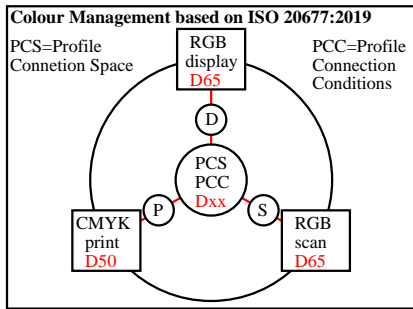 Colour Management based on ISO 20677:2019
PCS=Profile
Connetion Space
PCC=Profile
Connection
Conditions
RGB
display
D65
D
PCS
PCC
Dxx
P
S
CMYK
print
D50
RGB
scan
D65